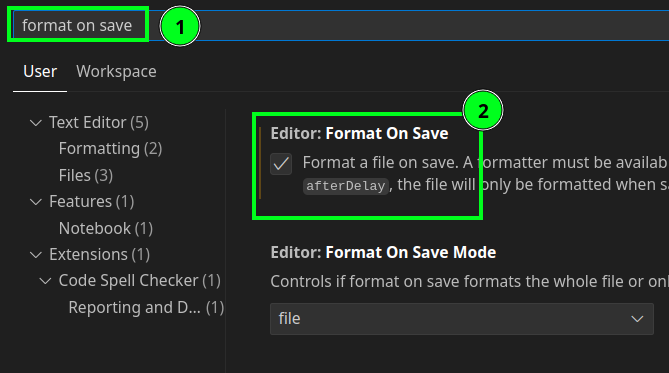 format on save
1
User Workspace
Text Editor (5)
Formatting (2)
Files (3)
Features (1)
Notebook (1)
Extensions (1)
Code Spell Checker (1)
Reporting and D... (1)
2
Editor: Format On Save
Format a file on save. A formatter must be availab
afterDelay, the file will only be formatted when sa
Editor: Format On Save Mode
Controls if format on save formats the whole file or onl
file